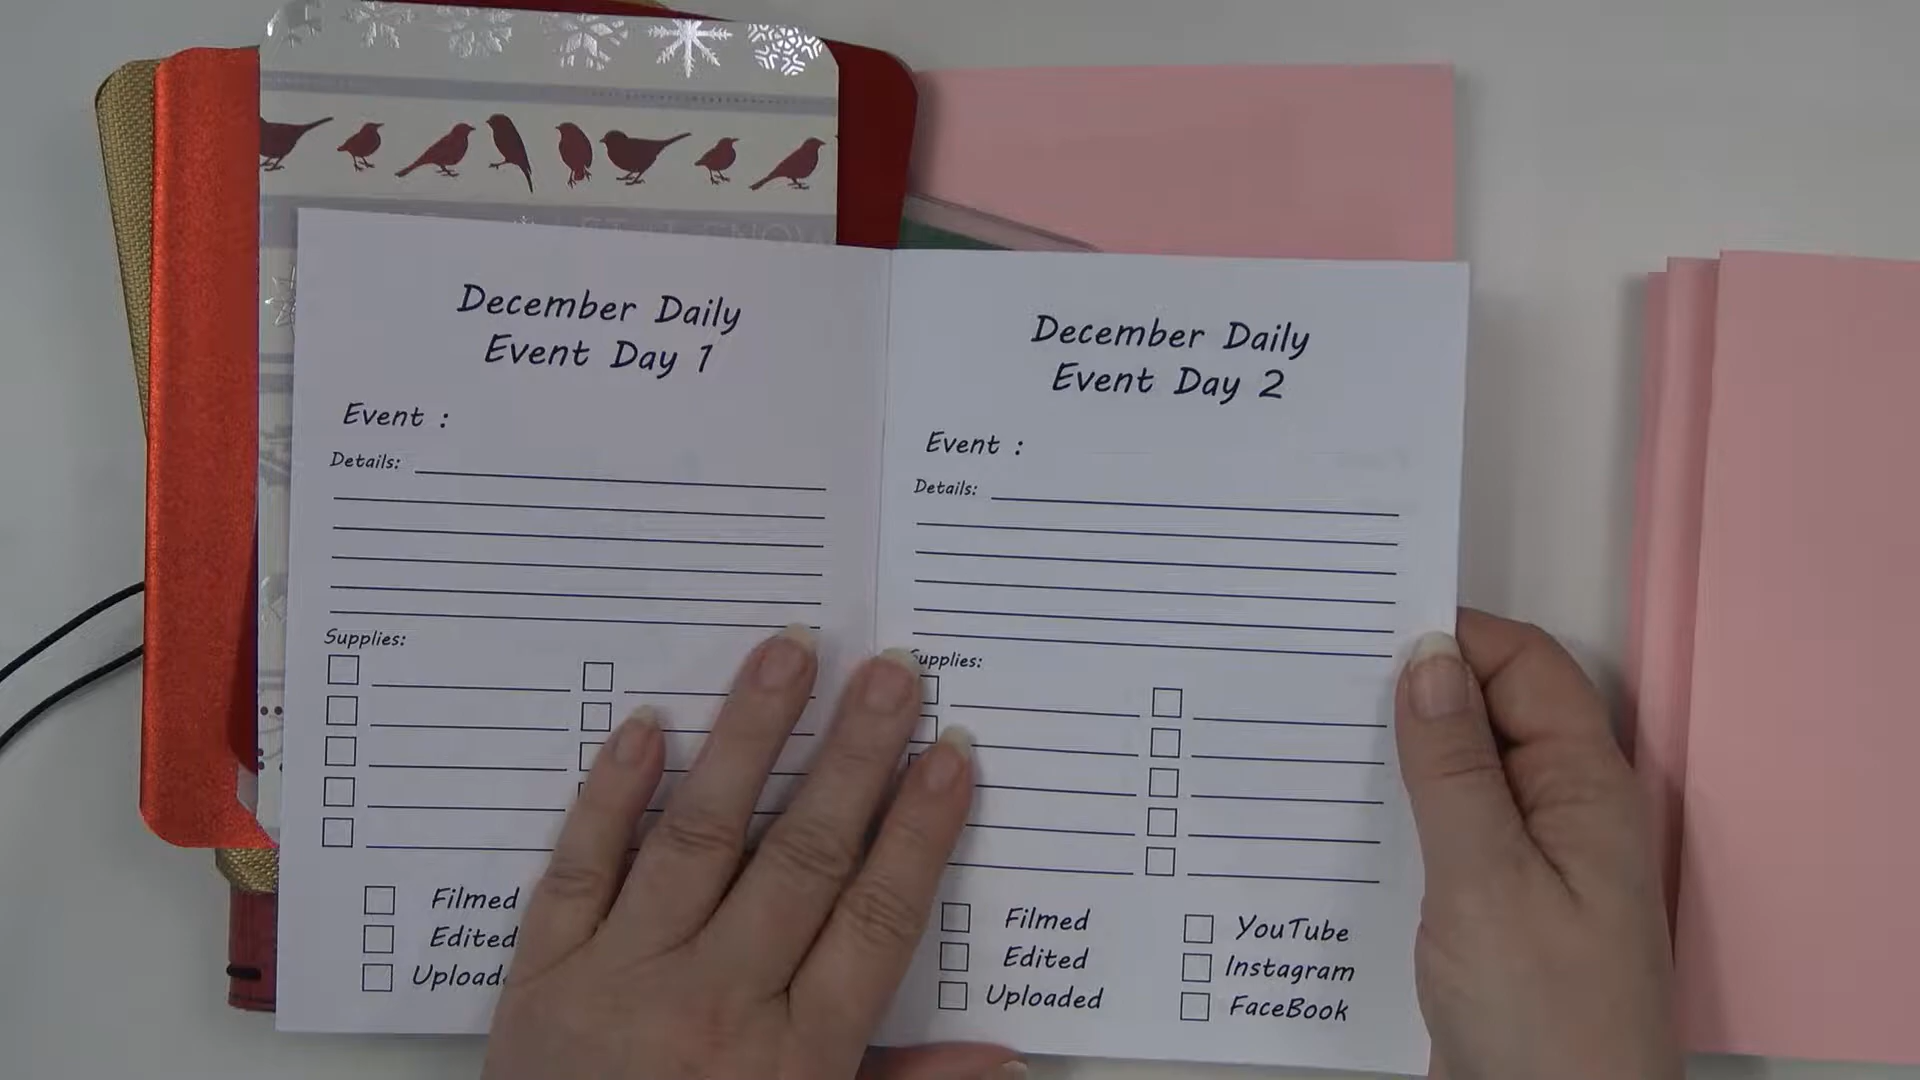 December Daily
Event Day 1
Event :
Details:
Supplies:
Filmed
Edited
December Daily
Event Day 2
Event :
Details:
Supplies:
Filmed
Edited
Uploaded
YouTube
Instagram
FaceBook